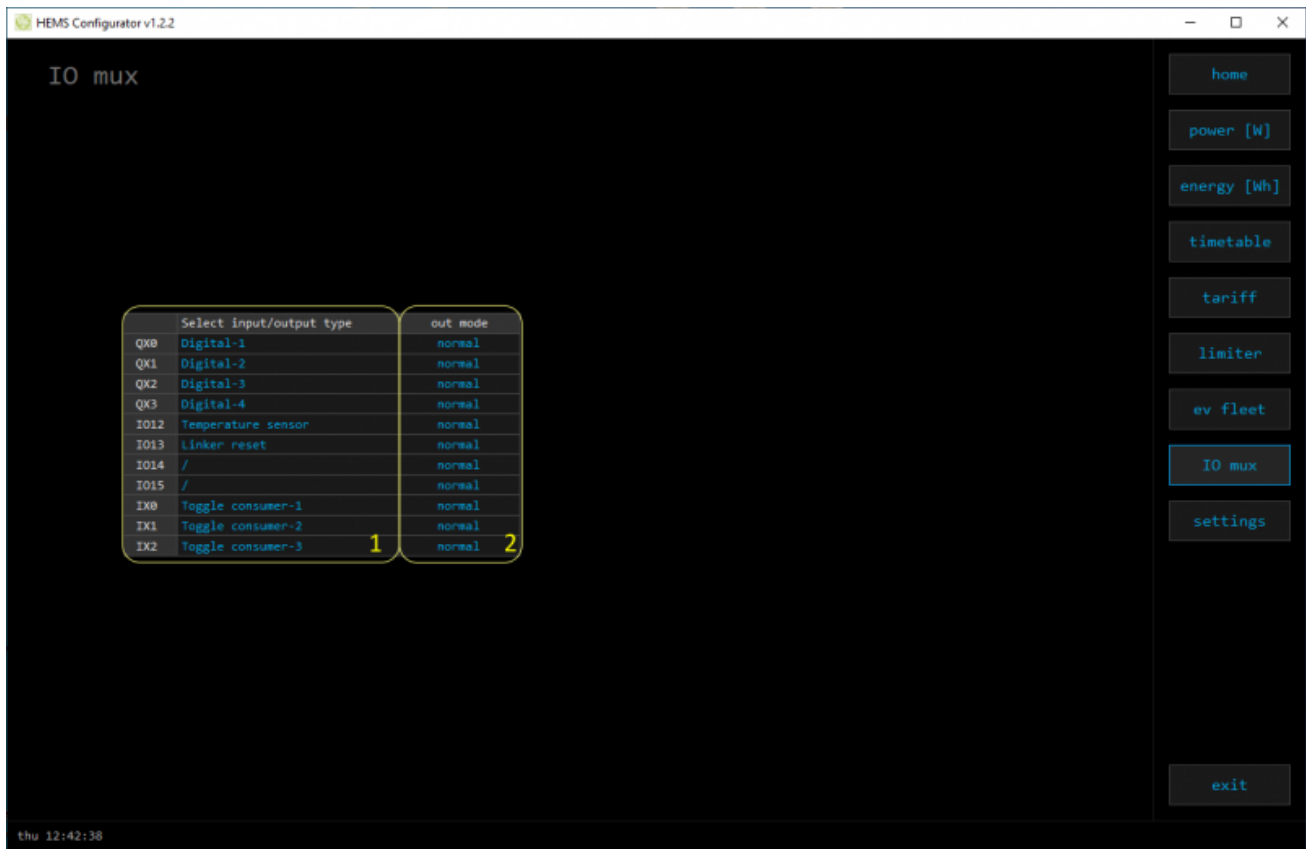 HEMS Configurator v1.2.2
IO mux
Select input/output type out mode
QX0 Digital-1 normal
QX1 Digital-2 normal
QX2 Digital-3 normal
QX3 Digital-4 normal
IO12 Temperature sensor normal
IO13 Linker reset normal
IO14 / normal
IO15 / normal
IX0 Toggle consumer-1 normal
IX1 Toggle consumer-2 normal
IX2 Toggle consumer-3 1 normal 2
home
power [W]
energy [Wh]
timetable
tariff
limiter
ev fleet
IO mux
settings
exit
thu 12:42:38